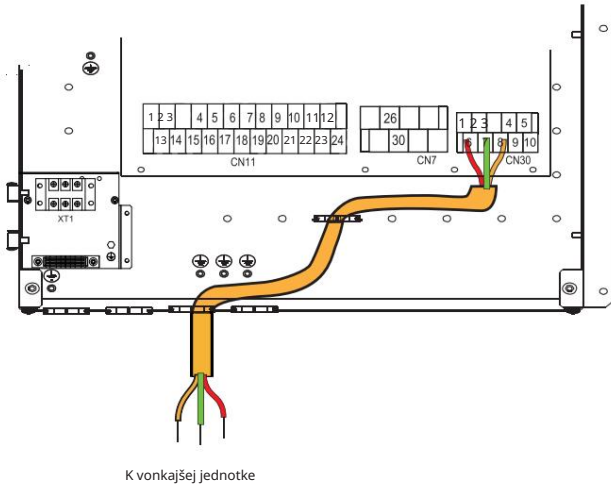 1 2 3 4 5 6 7 8 9 10 11 12
13 14 15 16 17 18 19 20 21 22 23 24
CN11
26
30
CN7
1 2 3 4 5
6 7 8 9 10
CN30
XT1
K vonkajšej jednotke